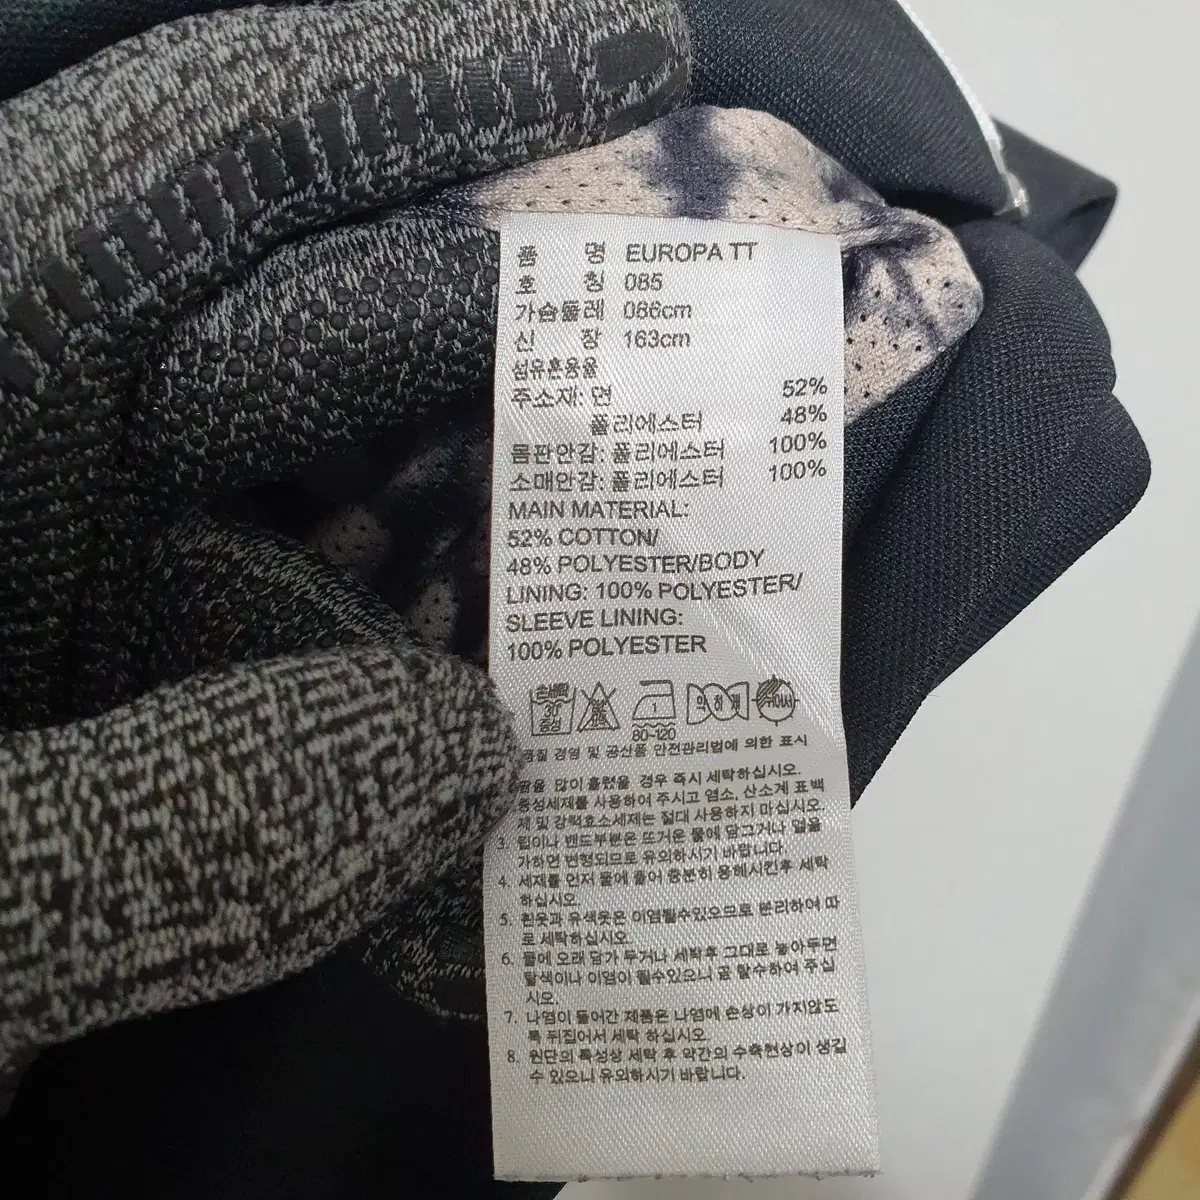 품 명 EUROPA TT
호 칭 085
가슴둘레 086cm
신 장 163cm
섬유혼용율
주소재: 면 52%
폴리에스터 48%
몸판안감: 폴리에스터 100%
소매안감: 폴리에스터 100%
MAIN MATERIAL:
52% COTTON/
48% POLYESTER/BODY
LINING: 100% POLYESTER/
SLEEVE LINING:
100% POLYESTER
손세탁
30
중성
1
80-120
약하게
품질 경영 및 공산품 안전관리법에 의한 표시
땀을 많이 흘렸을 경우 즉시 세탁하십시오.
중성세제를 사용하여 주시고 염소, 산소계 표백
제 및 강력효소세제는 절대 사용하지 마십시오.
3. 립이나 밴드부분은 뜨거운 물에 담그거나 열을
가하면 변형되므로 유의하시기 바랍니다.
4. 세제를 먼저 물에 풀어 충분히 용해시킨후 세탁
하십시오.
5. 흰옷과 유색옷은 이염될수있으므로 분리하여 따
로 세탁하십시오.
6. 물에 오래 담가 두거나 세탁후 그대로 놓아두면
탈색이나 이염이 될수있으니 곧 탈수하여 주십
시오.
7. 나염이 들어간 제품은 나염에 손상이 가지않도
록 뒤집어서 세탁 하십시오.
8. 원단의 특성상 세탁 후 약간의 수축현상이 생길
수 있으니 유의하시기 바랍니다.